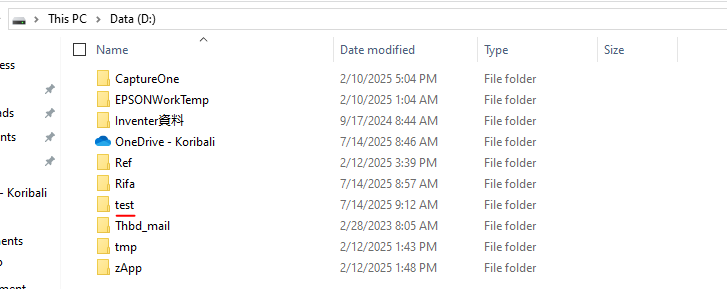 This PC > Data (D:)
Name Date modified Type Size
CaptureOne 2/10/2025 5:04 PM File folder
EPSONWorkTemp 2/10/2025 1:04 AM File folder
Inventer資料 9/17/2024 8:44 AM File folder
OneDrive - Koribali 7/14/2025 8:46 AM File folder
Ref 2/12/2025 3:39 PM File folder
Rifa 7/14/2025 8:57 AM File folder
test 7/14/2025 9:12 AM File folder
Thbd_mail 2/28/2023 8:05 AM File folder
tmp 2/12/2025 1:43 PM File folder
zApp 2/12/2025 1:48 PM File folder
ess
ads
ents
- Koribali
ments